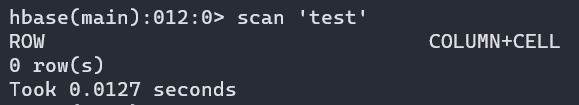 hbase(main):012:0> scan 'test'
ROW COLUMN+CELL
0 row(s)
Took 0.0127 seconds